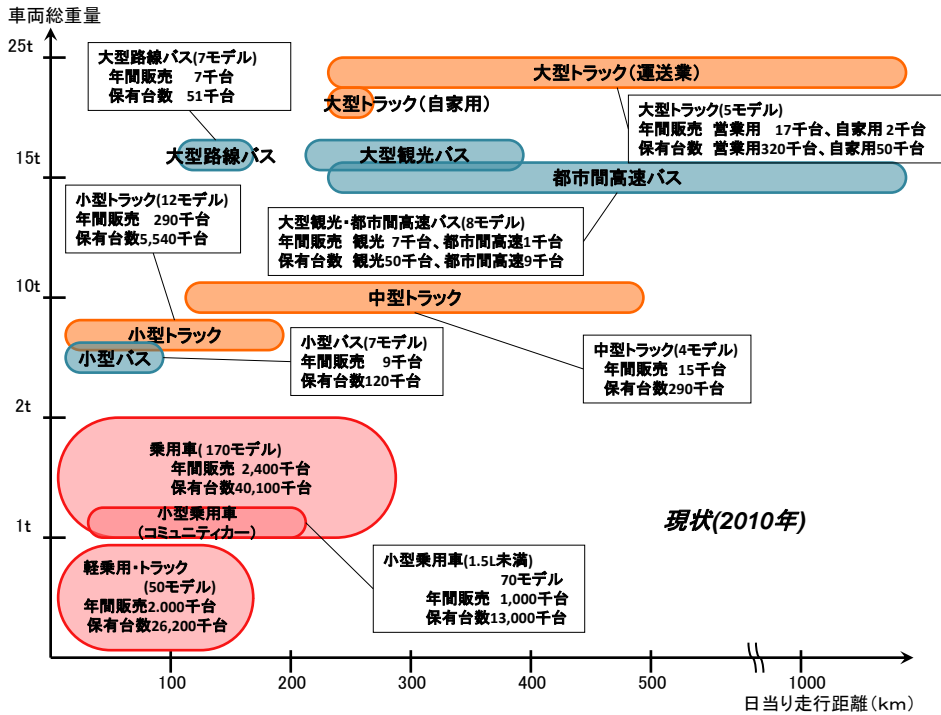 車両総重量
25t
15t
10t
2t
1t
大型路線バス(7モデル)
年間販売 7千台
保有台数 51千台
大型トラック(運送業)
大型トラック(自家用)
大型トラック(5モデル)
年間販売 営業用 17千台、自家用 2千台
保有台数 営業用320千台、自家用50千台
大型路線バス
大型観光バス
都市間高速バス
小型トラック(12モデル)
年間販売 290千台
保有台数5,540千台
大型観光・都市間高速バス(8モデル)
年間販売 観光 7千台、都市間高速1千台
保有台数 観光50千台、都市間高速9千台
中型トラック
小型トラック
小型バス
小型バス(7モデル)
年間販売 9千台
保有台数120千台
中型トラック(4モデル)
年間販売 15千台
保有台数290千台
乗用車(170モデル)
年間販売 2,400千台
保有台数40,100千台
小型乗用車
(コミュニティカー)
現状(2010年)
軽乗用・トラック
(50モデル)
年間販売2.000千台
保有台数26,200千台
小型乗用車(1.5L未満)
70モデル
年間販売 1,000千台
保有台数13,000千台
100
200
300
400
500
1000
日当り走行距離(km)